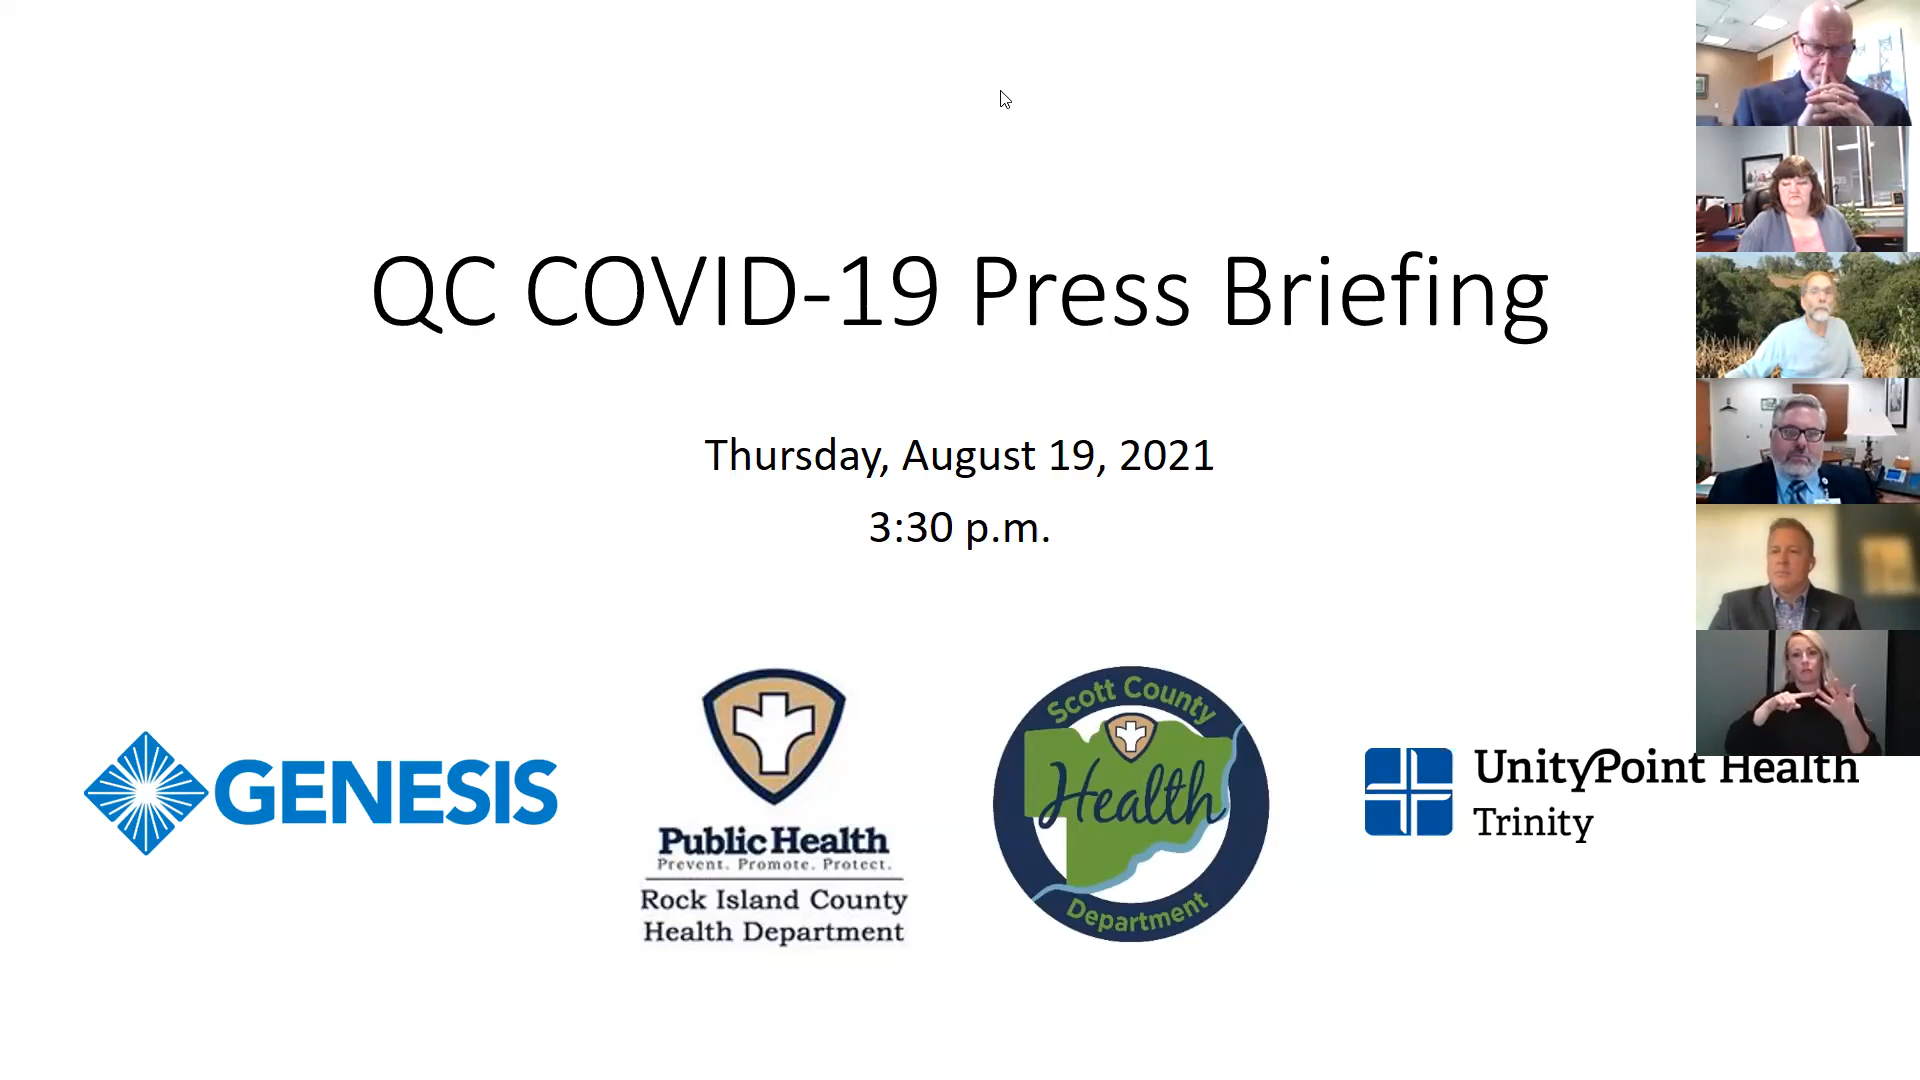 QC COVID-19 Press Briefing
Thursday, August 19, 2021
3:30 p.m.
GENESIS
Public Health
Prevent. Promote. Protect.
Rock Island County
Health Department
Scott County
Health
Department
UnityPoint Health
Trinity